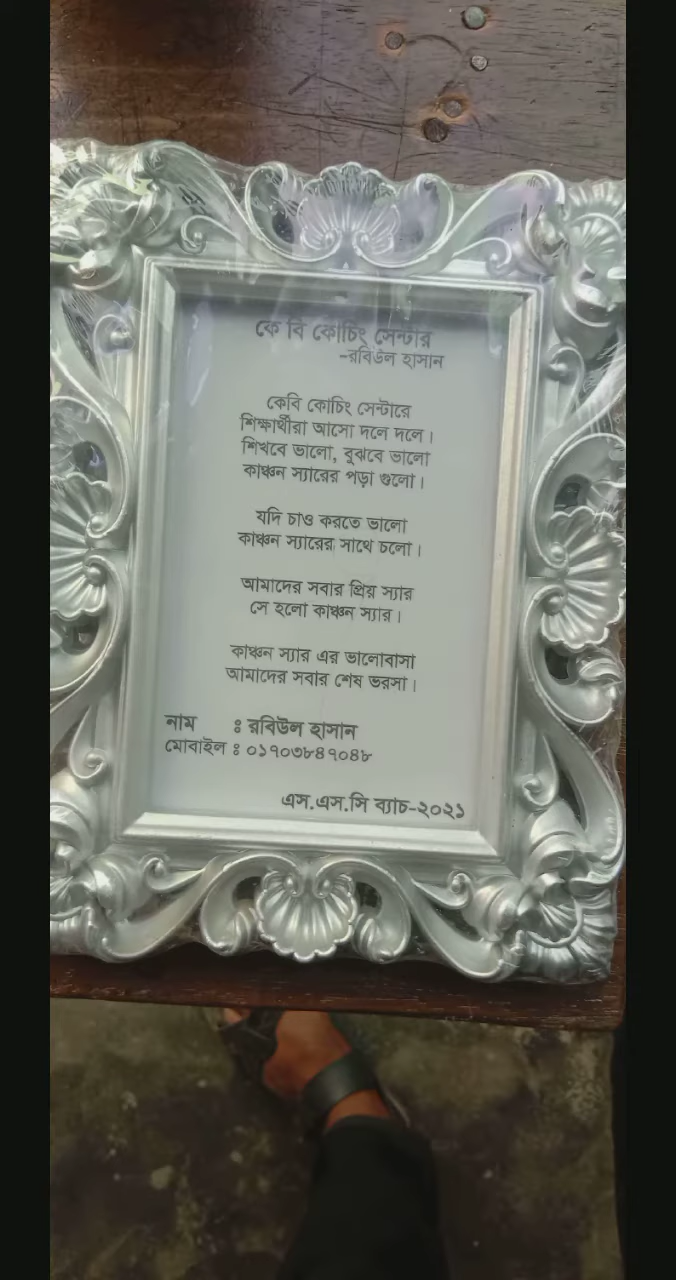 কে বি কোচিং সেন্টার
-রবিউল হাসান
কেবি কোচিং সেন্টারে
শিক্ষার্থীরা আসো দলে দলে।
শিখবে ভালো, বুঝবে ভালো
কাঞ্চন স্যারের পড়া গুলো।
যদি চাও করতে ভালো
কাঞ্চন স্যারের সাথে চলো।
আমাদের সবার প্রিয় স্যার
সে হলো কাঞ্চন স্যার।
কাঞ্চন স্যার এর ভালোবাসা
আমাদের সবার শেষ ভরসা।
নাম : রবিউল হাসান
মোবাইল : ০১৭০৩৮৪৭০৪৮
এস.এস.সি ব্যাচ-২০২১